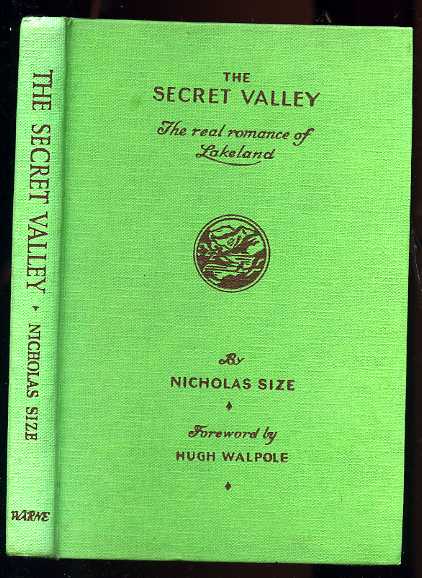 THE SECRET VALLEY
NICHOLAS SIZE
WARNE
THE
SECRET VALLEY
The real romance of
Lakeland
By
NICHOLAS SIZE
Foreword by
HUGH WALPOLE